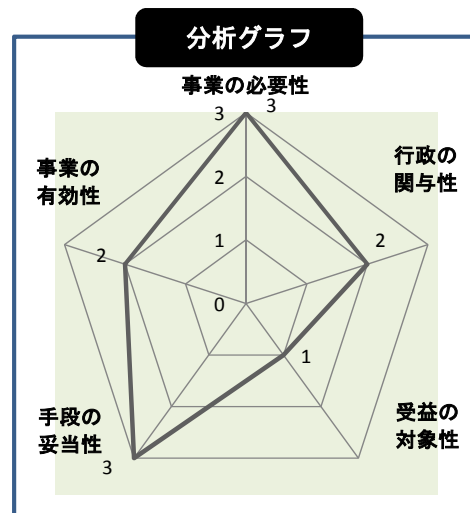 分析グラフ
事業の必要性
3
3
行政の
関与性
事業の
有効性
2
2
2
1
0
1
受益の
対象性
手段の
妥当性
3